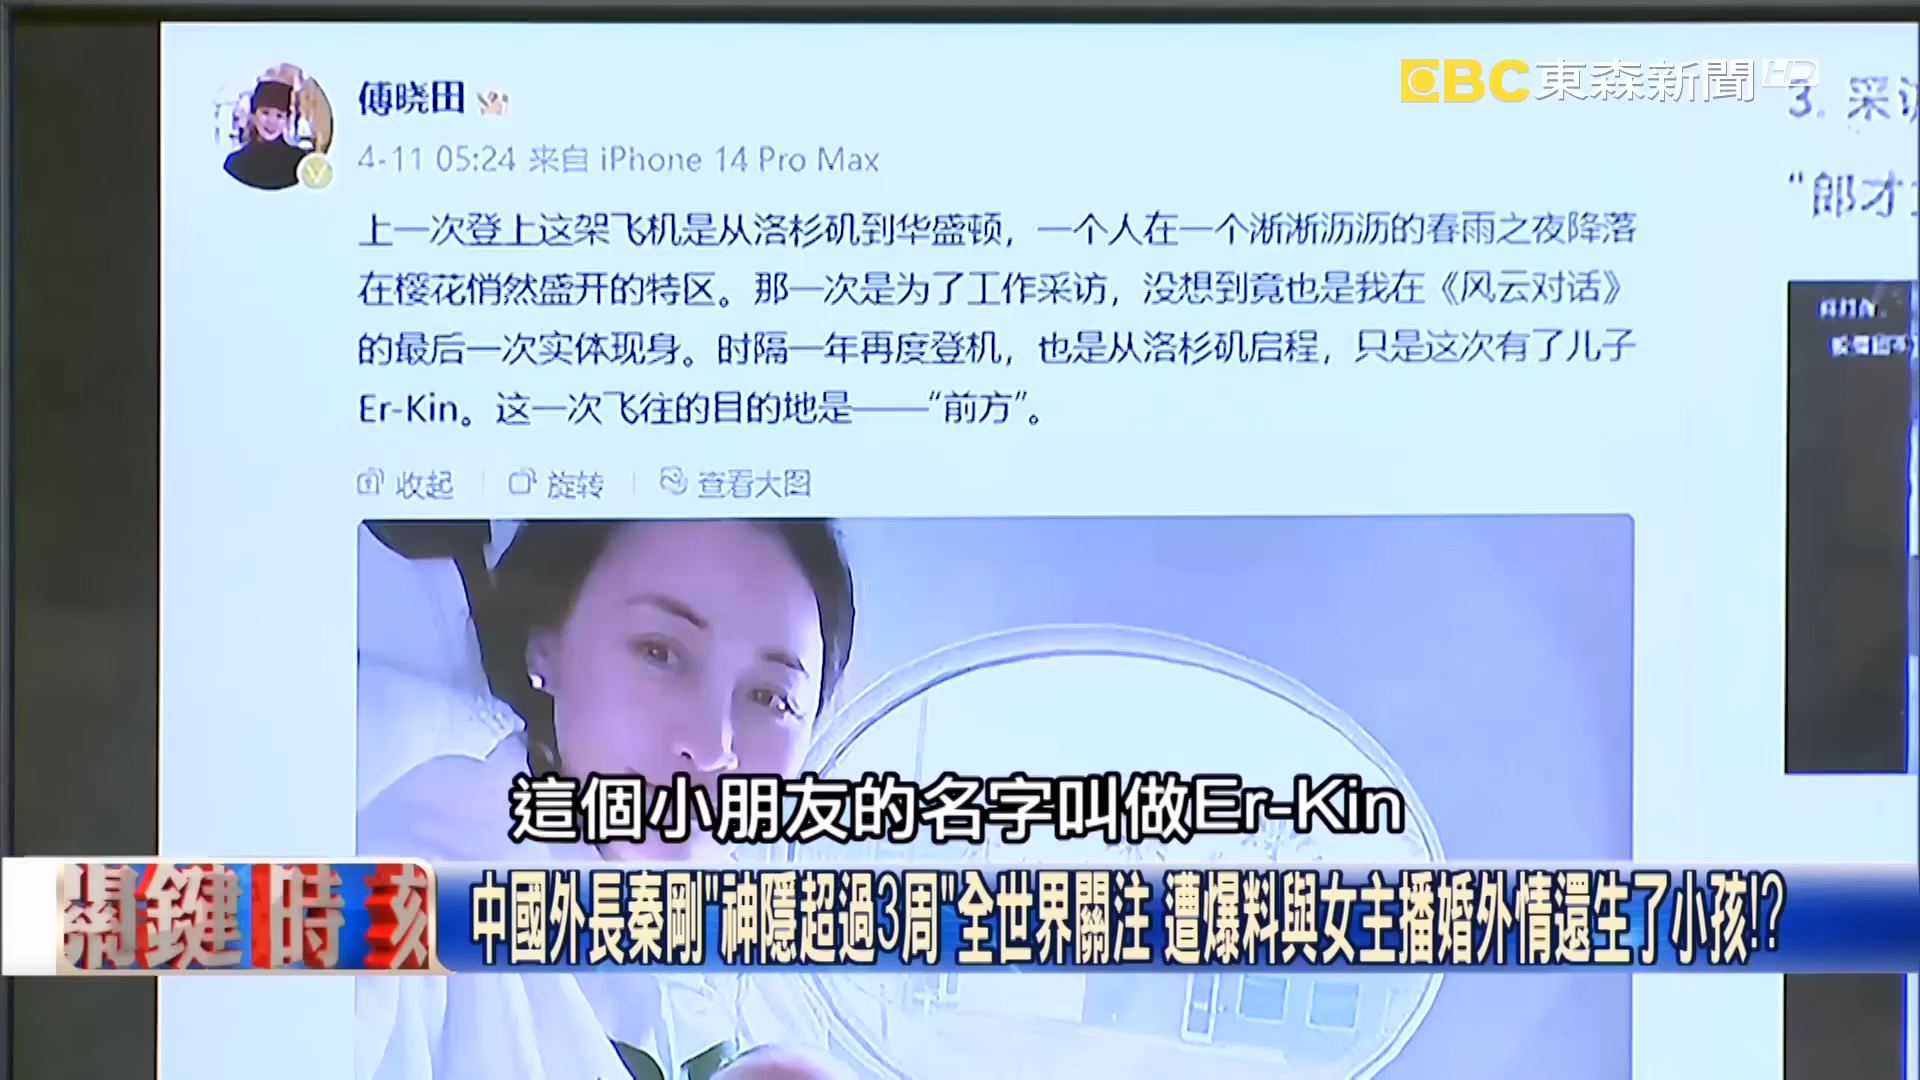 EBC東森新聞HD
傅晓田
4-11 05:24 来自 iPhone 14 Pro Max
上一次登上这架飞机是从洛杉矶到华盛顿，一个人在一个淅淅沥沥的春雨之夜降落
在樱花悄然盛开的特区。那一次是为了工作采访，没想到竟也是我在《风云对话》
的最后一次实体现身。时隔一年再度登机，也是从洛杉矶启程，只是这次有了儿子
Er-Kin。这一次飞往的目的地是——“前方”。
收起
旋转
查看大图
3. 采访
“郎才
這個小朋友的名字叫做Er-Kin
關鍵時刻
中國外長秦剛"神隱超過3周"全世界關注 遭爆料與女主播婚外情還生了小孩!?